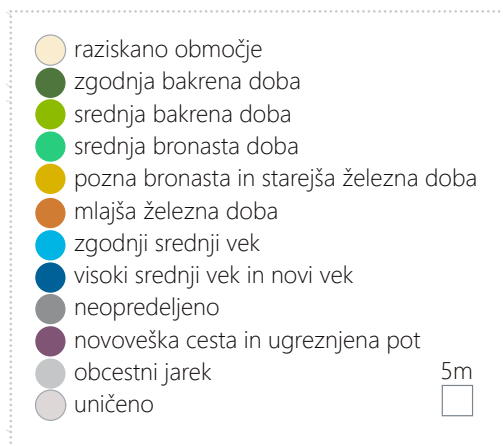 raziskano območje
zgodnja bakrena doba
srednja bakrena doba
srednja bronasta doba
pozna bronasta in starejša železna doba
mlajša železna doba
zgodnji srednji vek
visoki srednji vek in novi vek
neopredeljeno
novoveška cesta in ugreznjena pot
obcestni jarek
5m
uničeno